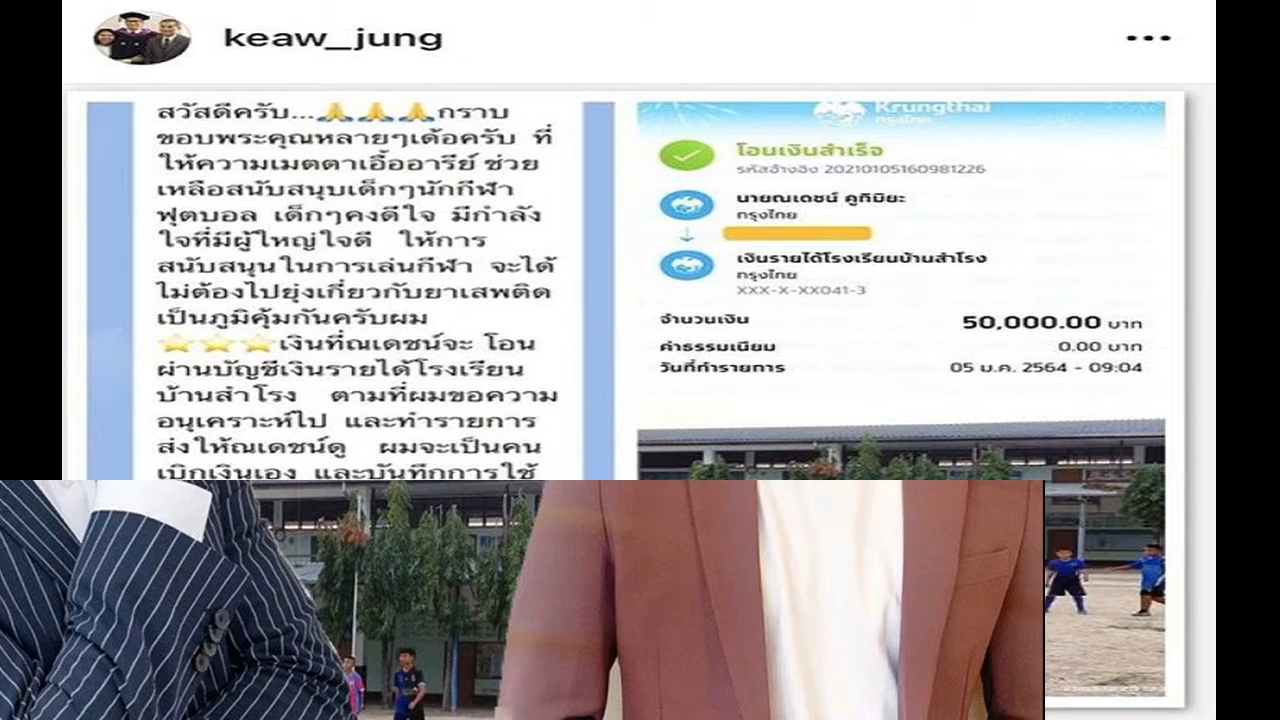 keaw_jung
สวัสดีครับ...🙏🙏🙏กราบ
ขอบพระคุณหลายๆเด้อครับ ที่
ให้ความเมตตาเอื้ออารีย์ ช่วย
เหลือสนับสนุบเด็กๆนักกีฬา
ฟุตบอล เด็กๆคงดีใจ มีกำลัง
ใจที่มีผู้ใหญ่ใจดี ให้การ
สนับสนุนในการเล่นกีฬา จะได้
ไม่ต้องไปยุ่งเกี่ยวกับยาเสพติด
เป็นภูมิคุ้มกันครับผม
⭐⭐⭐เงินที่ณเดชน์จะ โอน
ผ่านบัญชีเงินรายได้โรงเรียน
บ้านสำโรง ตามที่ผมขอความ
อนุเคราะห์ไป และทำรายการ
ส่งให้ณเดชน์ดู ผมจะเป็นคน
เบิกเงินเอง และบันทึกการใช้
Krungthai
กรุงไทย
โอนเงินสำเร็จ
รหัสอ้างอิง 20210105160981226
นายณเดชน์ คูกิมิยะ
กรุงไทย
เงินรายได้โรงเรียนบ้านสำโรง
กรุงไทย
XXX-X-XX041-3
จำนวนเงิน 50,000.00 บาท
ค่าธรรมเนียม 0.00 บาท
วันที่ทำรายการ 05 ม.ค. 2564 - 09:04